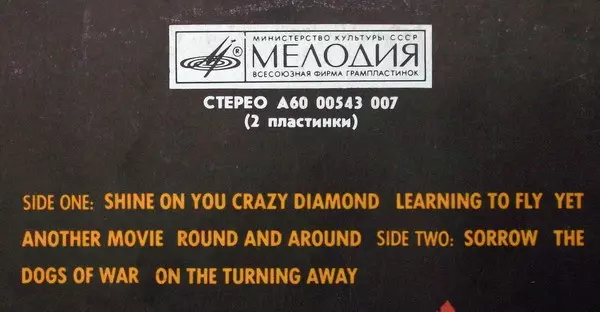 МИНИСТЕРСТВО КУЛЬТУРЫ СССР
®
МЕЛОДИЯ
ВСЕСОЮЗНАЯ ФИРМА ГРАМПЛАСТИНОК
СТЕРЕО А60 00543 007
(2 пластинки)
SIDE ONE: SHINE ON YOU CRAZY DIAMOND LEARNING TO FLY YET
ANOTHER MOVIE ROUND AND AROUND SIDE TWO: SORROW THE
DOGS OF WAR ON THE TURNING AWAY